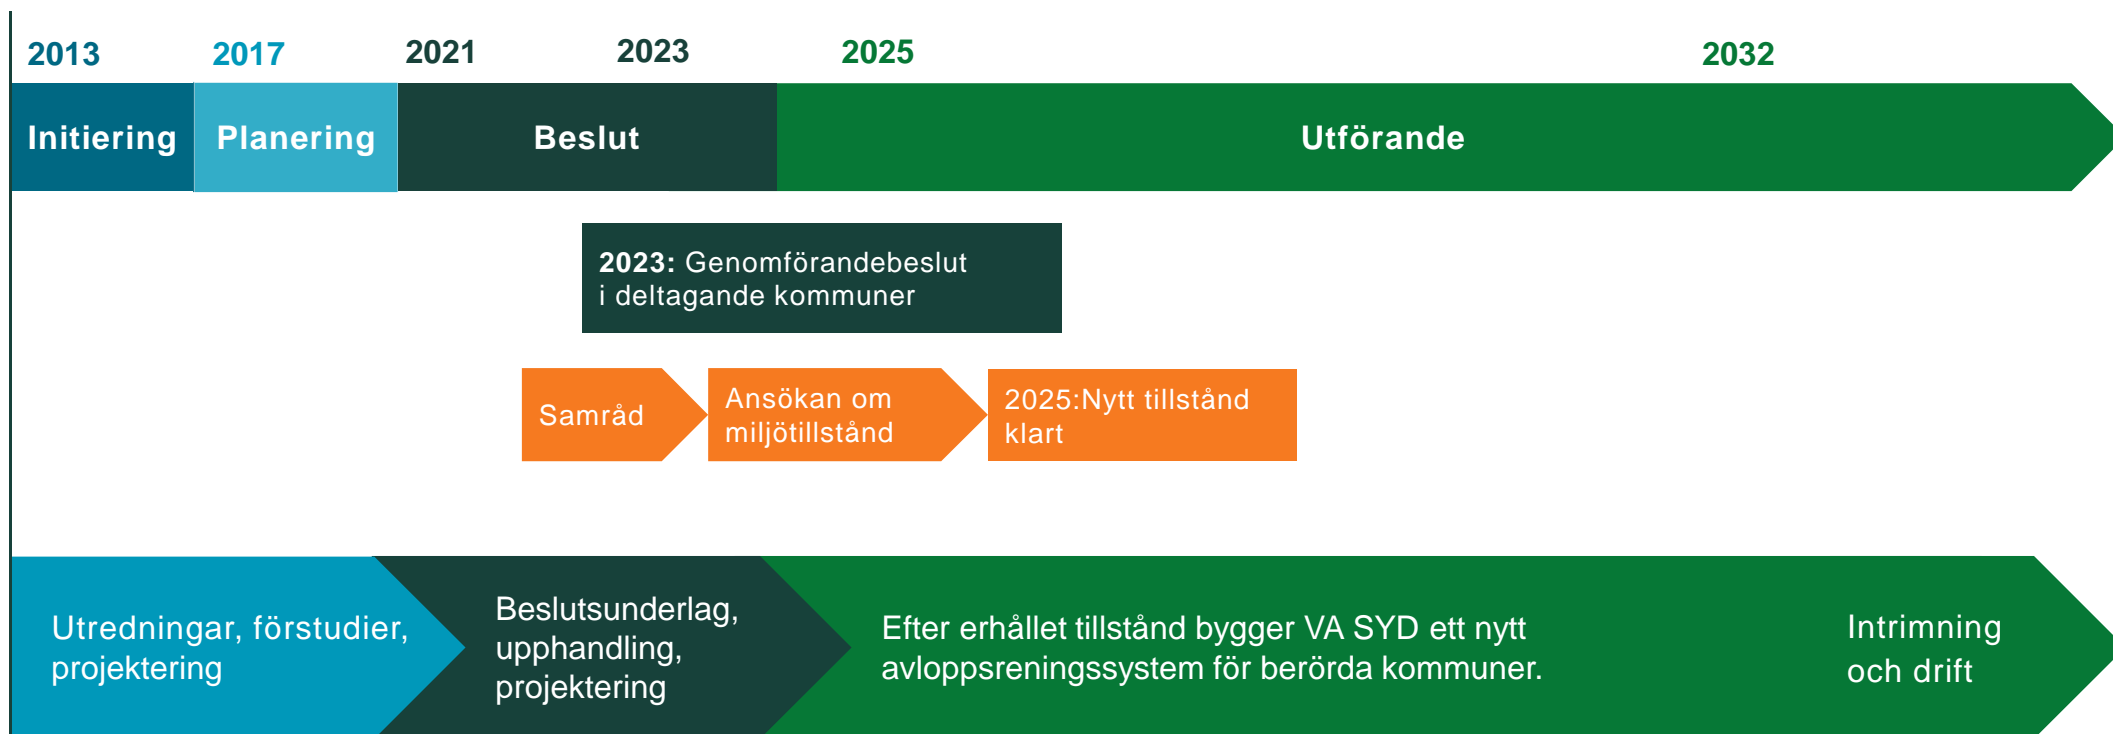 2013
2017
2021
2023
2025
2032
Initiering
Planering
Beslut
Utförande
2023: Genomförandebeslut
i deltagande kommuner
Samråd
Ansökan om
miljötillstånd
2025:Nytt tillstånd
klart
Utredningar, förstudier,
projektering
Beslutsunderlag,
upphandling,
projektering
Efter erhållet tillstånd bygger VA SYD ett nytt
avloppsreningssystem för berörda kommuner.
Intrimning
och drift